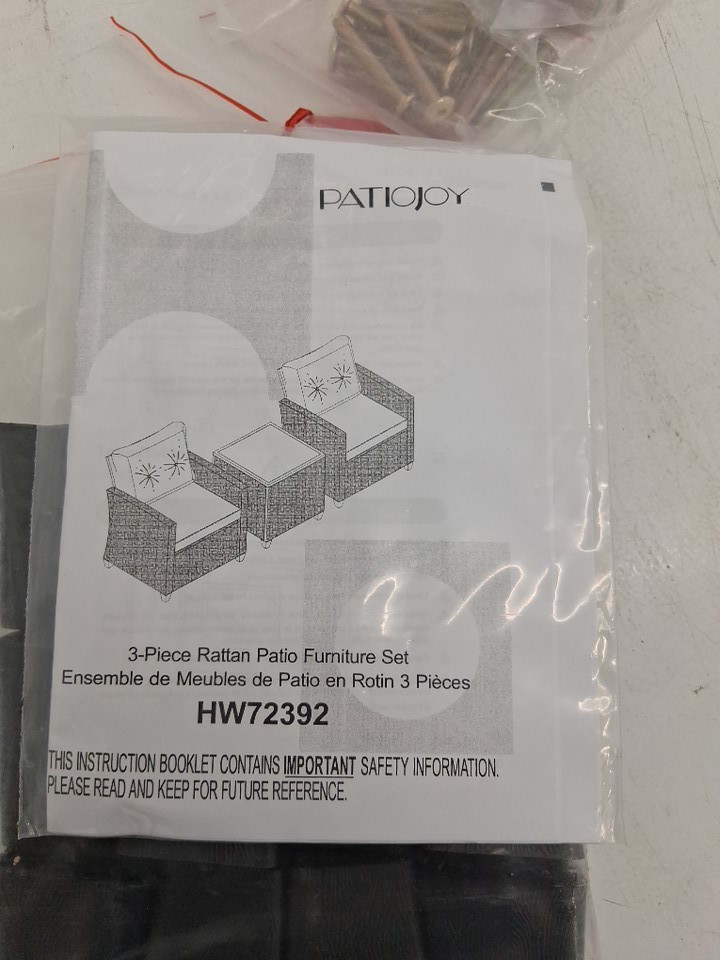 PATIOJOY
3-Piece Rattan Patio Furniture Set
Ensemble de Meubles de Patio en Rotin 3 Pièces
HW72392
THIS INSTRUCTION BOOKLET CONTAINS IMPORTANT SAFETY INFORMATION.
PLEASE READ AND KEEP FOR FUTURE REFERENCE.